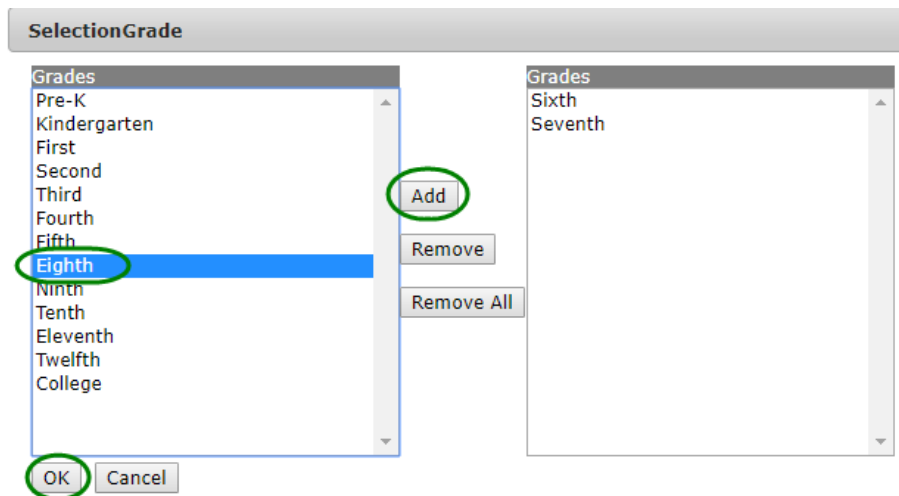 SelectionGrade
Grades
Pre-K
Kindergarten
First
Second
Third
Fourth
Fifth
Eighth
Ninth
Tenth
Eleventh
Twelfth
College
Add
Remove
Remove All
Grades
Sixth
Seventh
OK Cancel